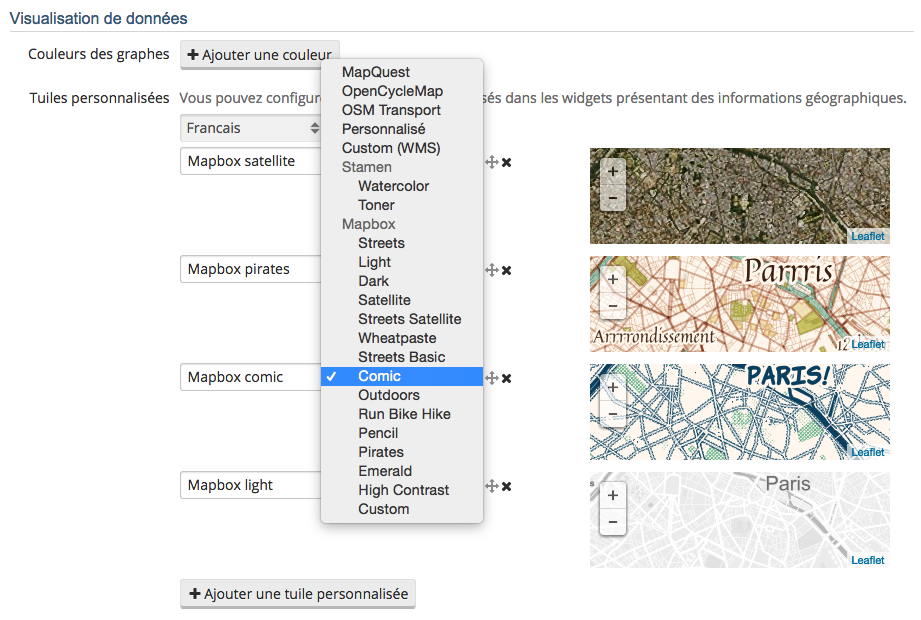 Visualisation de données
Couleurs des graphes
+ Ajouter une couleur
Tuiles personnalisées
Vous pouvez configur
sés dans les widgets présentant des informations géographiques.
Francais
Mapbox satellite
Mapbox pirates
Mapbox comic
Mapbox light
MapQuest
OpenCycleMap
OSM Transport
Personnalisé
Custom (WMS)
Stamen
Watercolor
Toner
Mapbox
Streets
Light
Dark
Satellite
Streets Satellite
Wheatpaste
Streets Basic
✓ Comic
Outdoors
Run Bike Hike
Pencil
Pirates
Emerald
High Contrast
Custom
+
−
Leaflet
Parrris
+
−
Arrrrondissement
12
Leaflet
PARIS!
+
−
Leaflet
s
Paris
+
−
Leaflet
+ Ajouter une tuile personnalisée